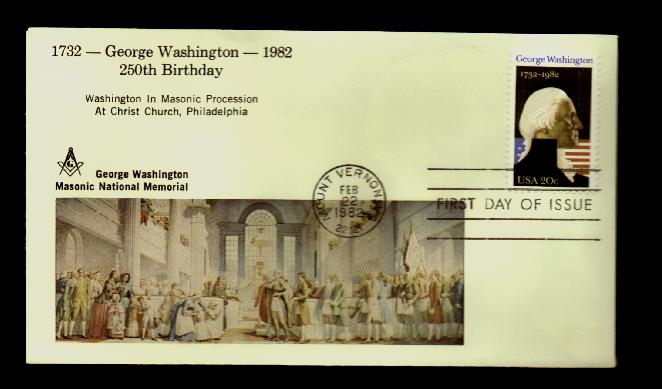 1732 — George Washington — 1982
250th Birthday
Washington In Masonic Procession
At Christ Church, Philadelphia
G
George Washington
Masonic National Memorial
George Washington
1732-1982
USA 20c
MOUNT VERNON
FEB
22
1982
FIRST DAY OF ISSUE